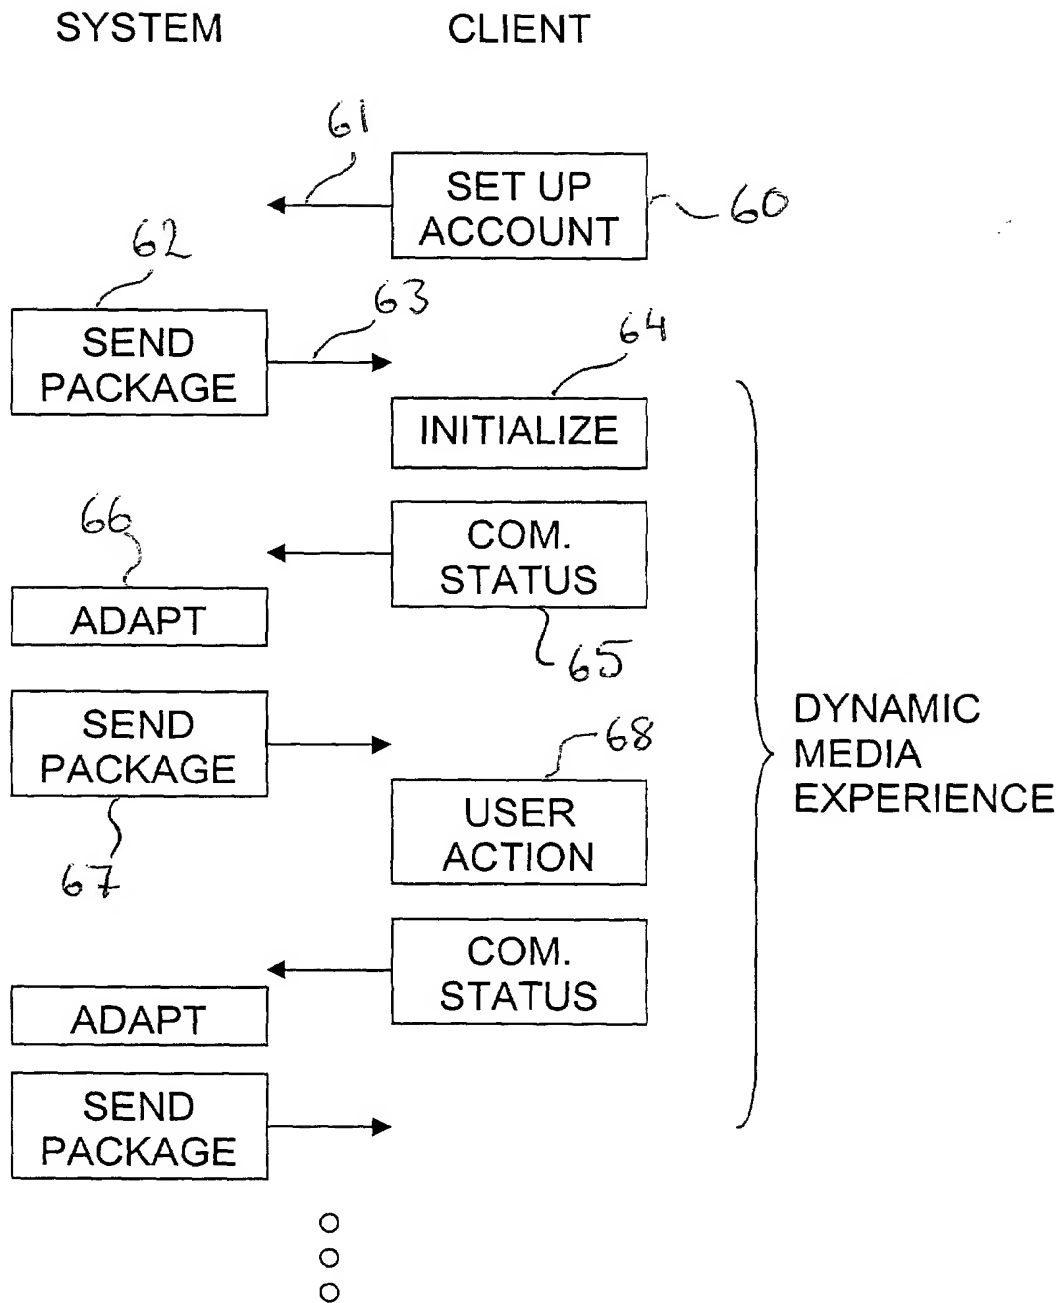 SYSTEM
CLIENT
61
SET UP
ACCOUNT
60
62
SEND
PACKAGE
63
64
INITIALIZE
66
COM.
STATUS
ADAPT
65
SEND
PACKAGE
67
68
USER
ACTION
DYNAMIC
MEDIA
EXPERIENCE
COM.
STATUS
ADAPT
SEND
PACKAGE